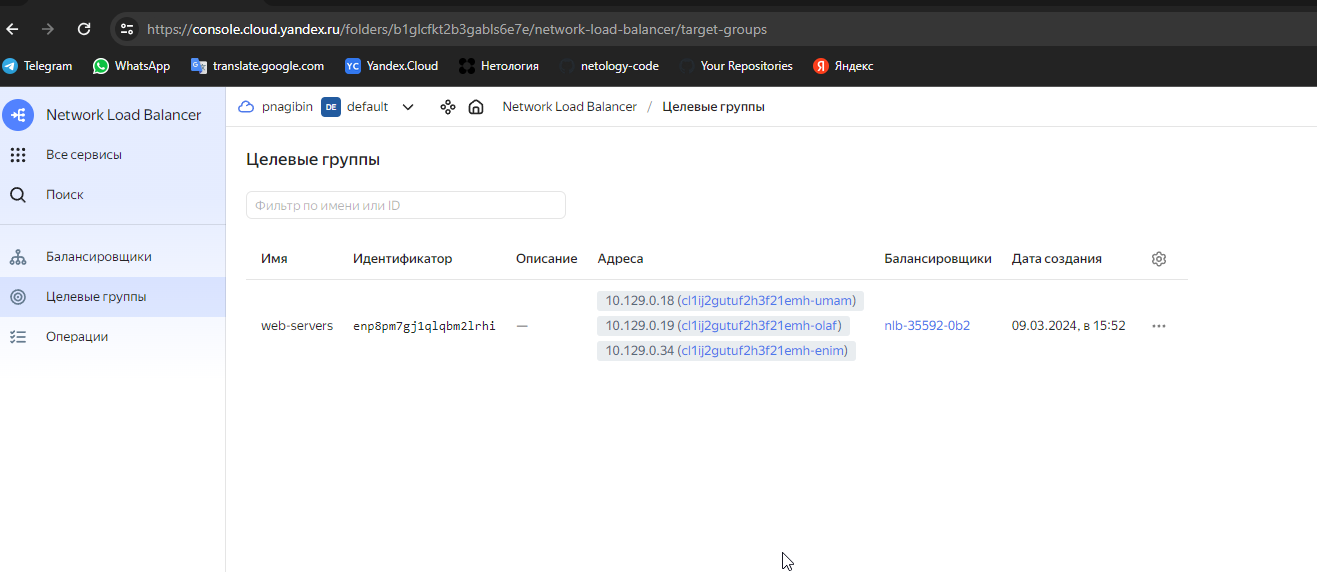 https://console.cloud.yandex.ru/folders/b1glcfkt2b3gabls6e7e/network-load-balancer/target-groups
Telegram WhatsApp translate.google.com YC Yandex.Cloud Нетология netology-code Your Repositories Я Яндекс
Network Load Balancer
Все сервисы
Поиск
Балансировщики
Целевые группы
Операции
pnagibin DE default Network Load Balancer / Целевые группы
Целевые группы
Фильтр по имени или ID
Имя Идентификатор Описание Адреса Балансировщики Дата создания
10.129.0.18 (cl1ij2gutuf2h3f21emh-umam)
web-servers enp8pm7gj1qlqbm2lrhi — 10.129.0.19 (cl1ij2gutuf2h3f21emh-olaf) nlb-35592-0b2 09.03.2024, в 15:52
10.129.0.34 (cl1ij2gutuf2h3f21emh-enim)